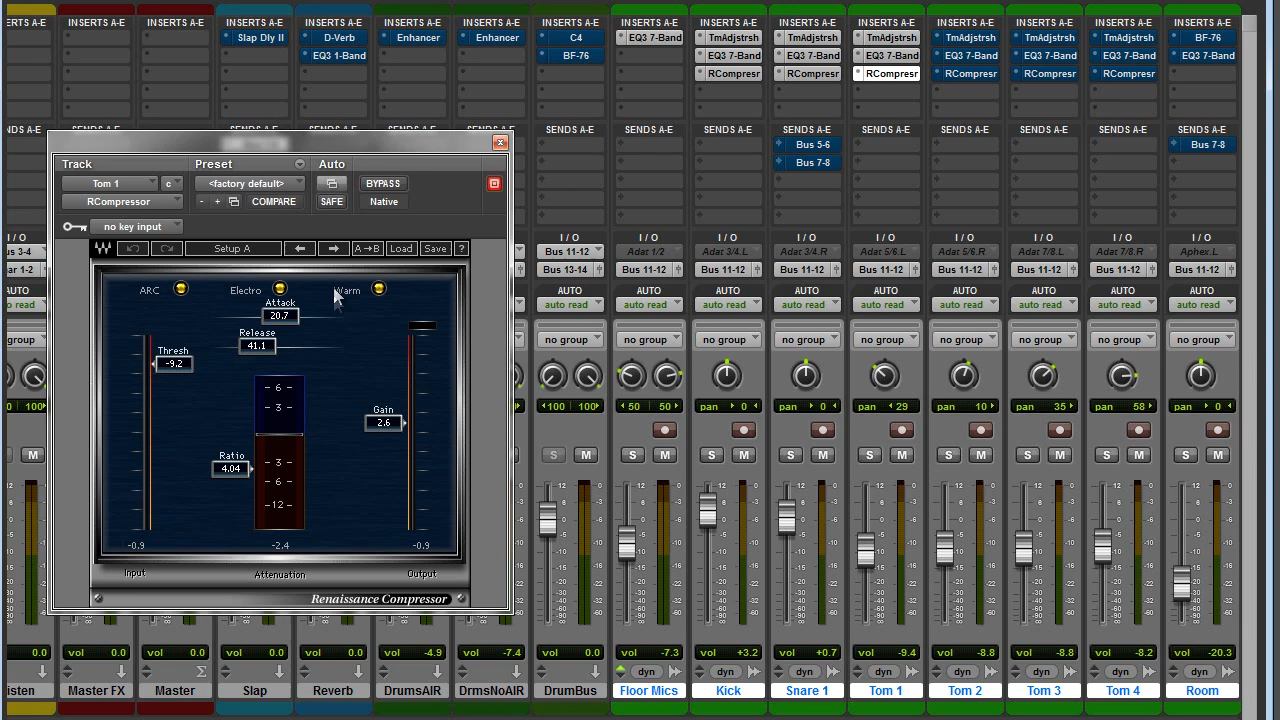 INSERTS A-E INSERTS A-E INSERTS A-E INSERTS A-E INSERTS A-E INSERTS A-E INSERTS A-E INSERTS A-E INSERTS A-E INSERTS A-E INSERTS A-E INSERTS A-E INSERTS A-E INSERTS A-E INSERTS A-E
Slap Dly II D-Verb Enhancer Enhancer C4 EQ3 7-Band TmAdjstrsh TmAdjstrsh TmAdjstrsh TmAdjstrsh TmAdjstrsh TmAdjstrsh BF-76
EQ3 1-Band BF-76 EQ3 7-Band EQ3 7-Band EQ3 7-Band EQ3 7-Band EQ3 7-Band EQ3 7-Band EQ3 7-Band
RCompresr RCompresr RCompresr RCompresr RCompresr RCompresr
NDS A-E SENDS A-E SENDS A-E SENDS A-E SENDS A-E SENDS A-E SENDS A-E SENDS A-E SENDS A-E SENDS A-E SENDS A-E SENDS A-E SENDS A-E SENDS A-E SENDS A-E
Bus 5-6 Bus 7-8
Bus 7-8
Track Preset Auto
Tom 1 c <factory default> BYPASS
RCompressor - + COMPARE SAFE Native
no key input
Setup A A→B Load Save ?
ARC Electro Warm
Attack
20.7
Release
41.1
Thresh
-9.2
6
3
Gain
2.6
Ratio
4.04
3
6
12
-0.9 -2.4 -0.9
Input Attenuation Output
Renaissance Compressor
I / O I / O I / O I / O I / O I / O I / O I / O I / O
us 3-4 Bus 11-12 Adat 1/2 Adat 3/4.L Adat 3/4.R Adat 5/6.L Adat 5/6.R Adat 7/8.L Adat 7/8.R Aphex.L
ar 1-2 Bus 13-14 Bus 11-12 Bus 11-12 Bus 11-12 Bus 11-12 Bus 11-12 Bus 11-12 Bus 11-12 Bus 11-12
AUTO AUTO AUTO AUTO AUTO AUTO AUTO AUTO AUTO AUTO
auto read auto read auto read auto read auto read auto read auto read auto read auto read auto read
group no group no group no group no group no group no group no group no group no group
0 100 100 100 50 50 pan 0 pan 0 pan 29 pan 10 pan 35 pan 58 pan 0
M S M S M S M S M S M S M S M S M S M
vol 0.0 vol 0.0 vol 0.0 vol 0.0 vol -4.9 vol -7.4 vol 0.0 vol -7.3 vol +3.2 vol +0.7 vol -9.4 vol -8.8 vol -8.8 vol -8.2 vol -20.3
dyn dyn dyn dyn dyn dyn dyn dyn
isten Master FX Master Slap Reverb DrumsAIR DrmsNoAIR DrumBus Floor Mics Kick Snare 1 Tom 1 Tom 2 Tom 3 Tom 4 Room